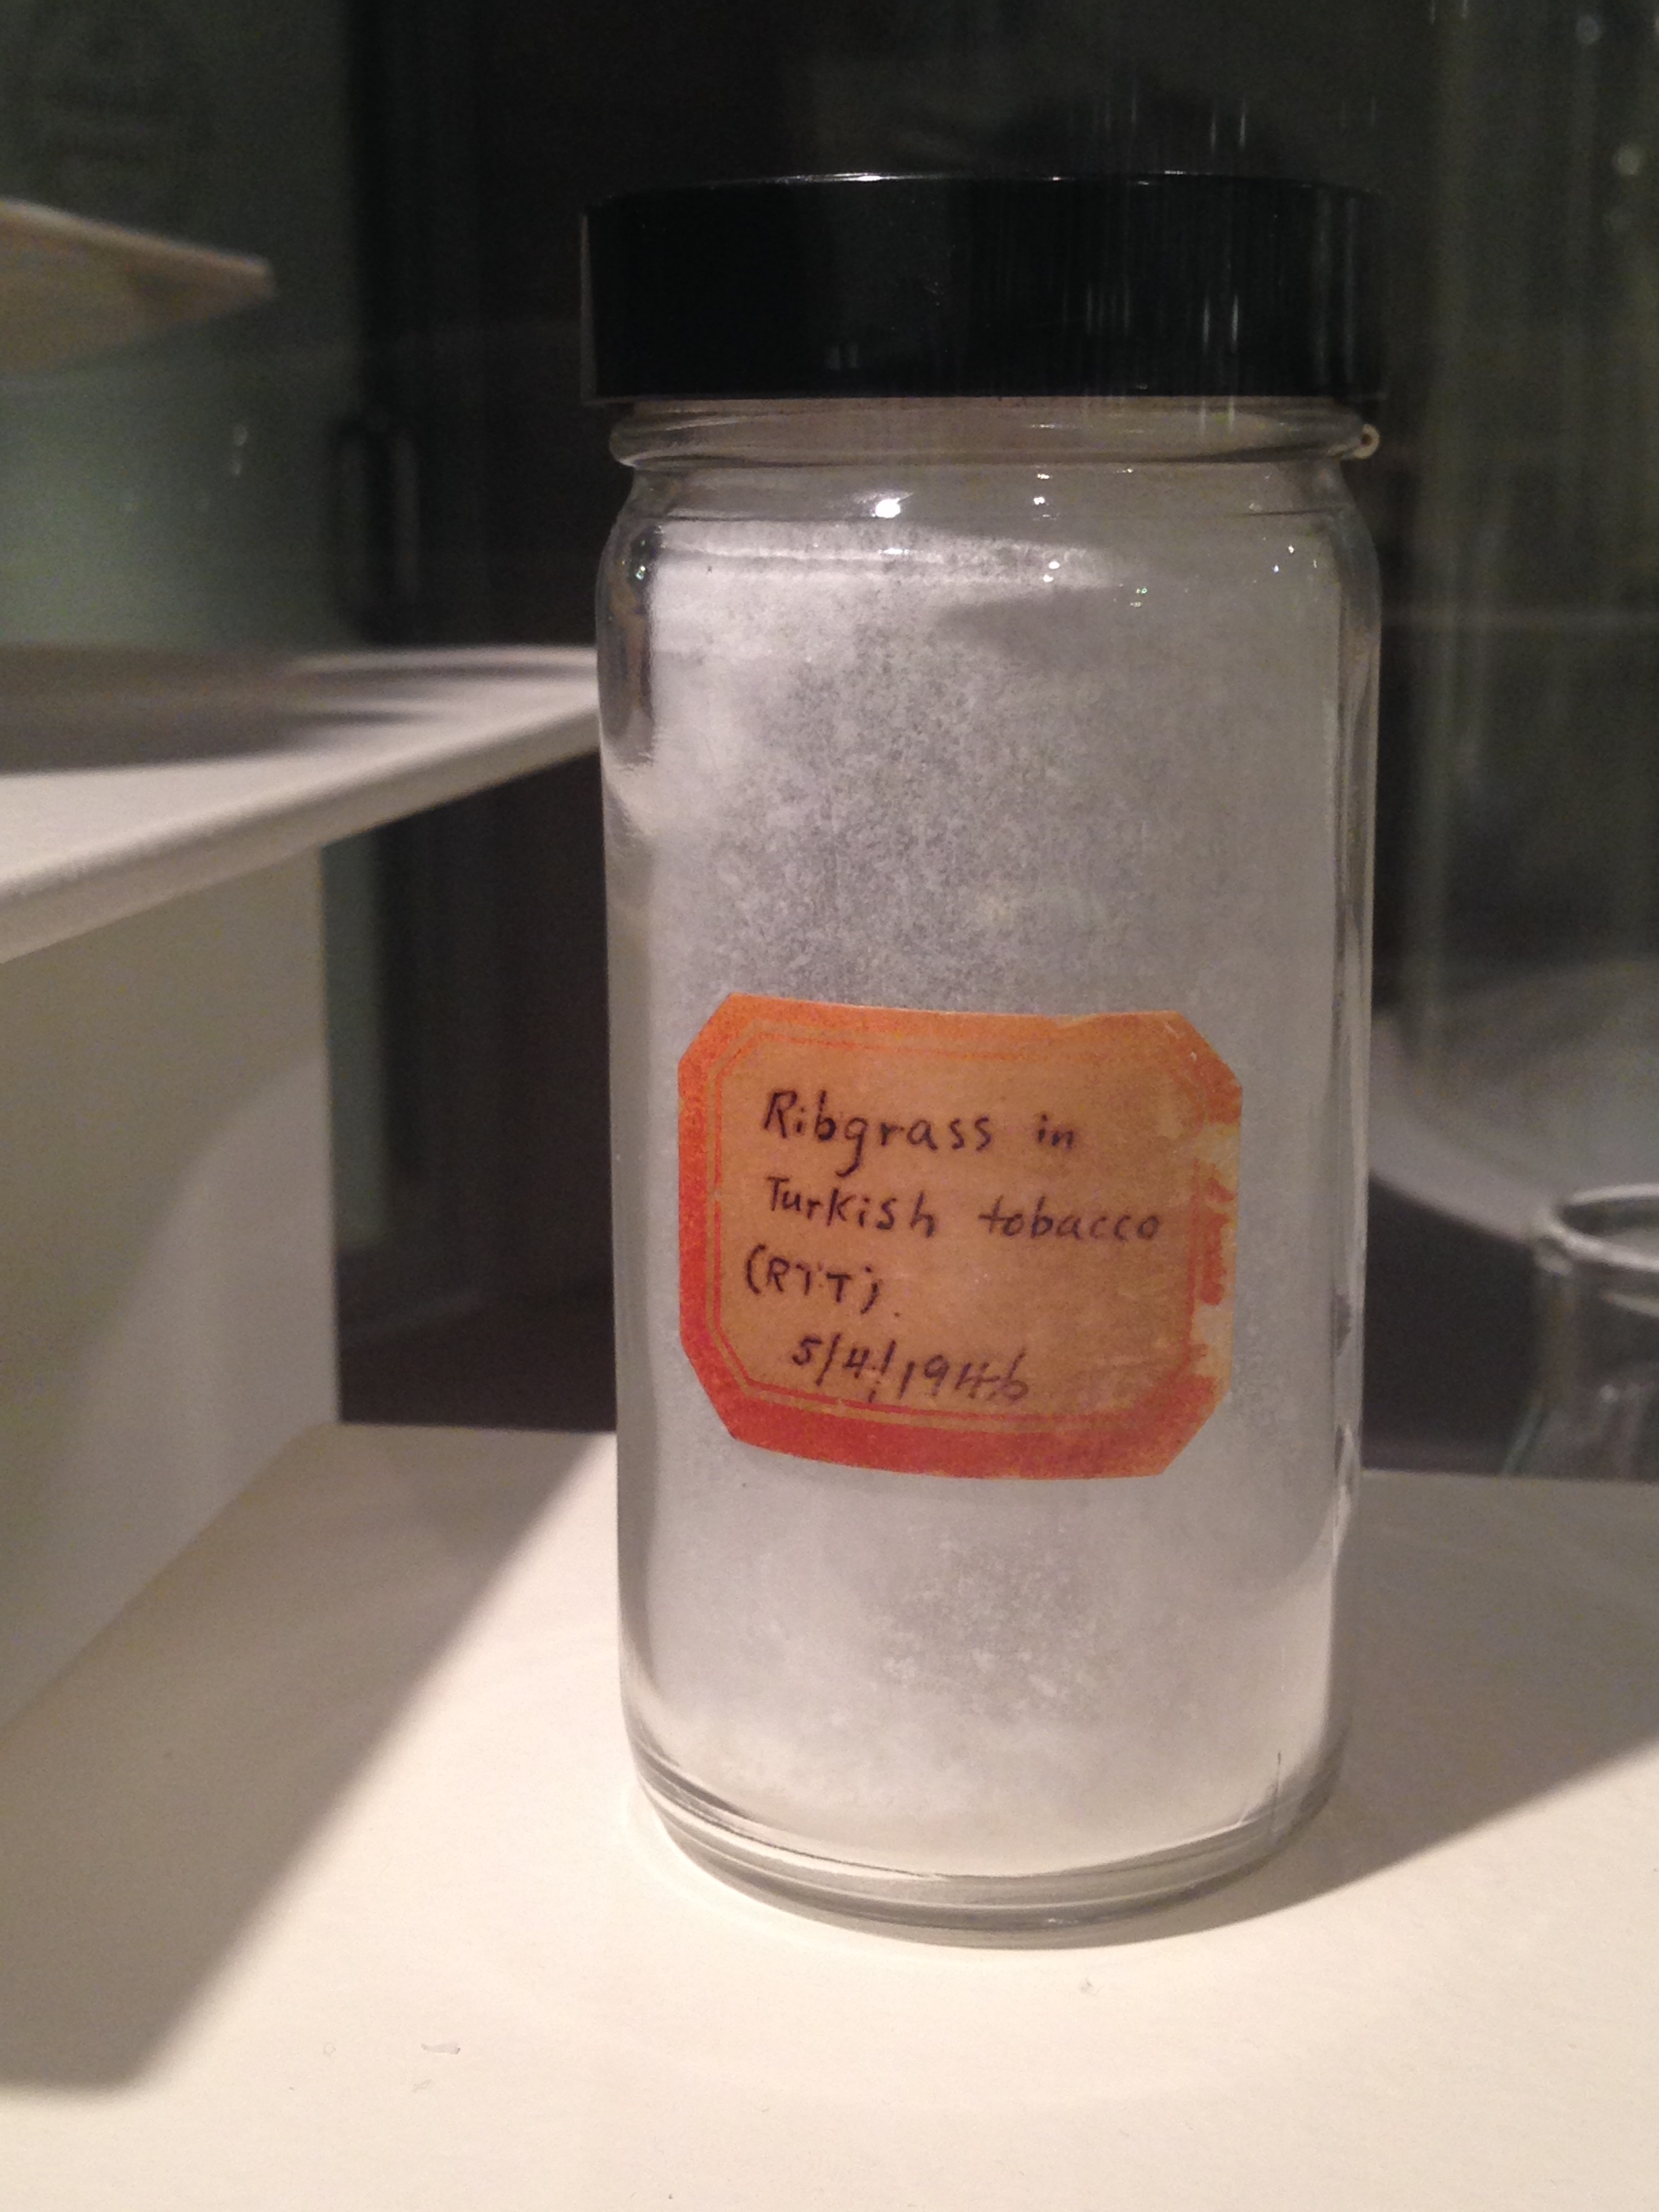 Ribgrass in
Turkish tobacco
(RTT).
5/4/1946